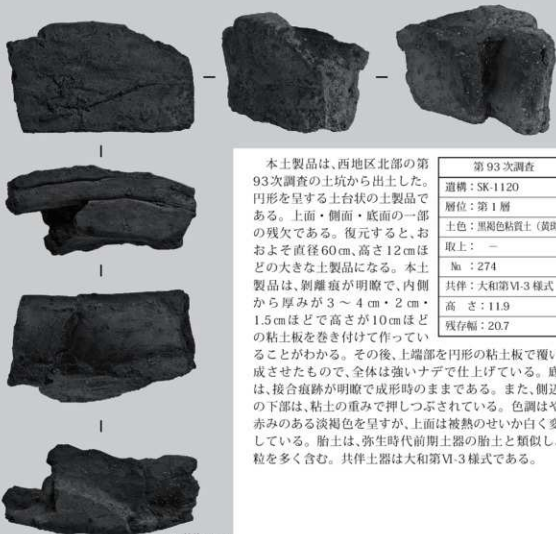 本土製品は、西地区北部の第
93次調査の土坑から出土した。
円形を呈する土台状の土製品で
ある。上面・側面・底面の一部
の残欠である。復元すると、お
およそ直径60㎝、高さ12㎝ほ
どの大きな土製品になる。本土
製品は、剝離痕が明瞭で、内側
から厚みが3～4㎝・2㎝・
1.5㎝ほどで高さが10㎝ほど
の粘土板を巻き付けて作ってい
ることがわかる。その後、上端部を円形の粘土板で覆い
成させたもので、全体は強いナデで仕上げている。底
は、接合痕跡が明瞭で成形時のままである。また、側辺
の下部は、粘土の重みで押しつぶされている。色調はや
赤みのある淡褐色を呈すが、上面は被熱のせいか白く変
している。胎土は、弥生時代前期土器の胎土と類似し
粒を多く含む。共伴土器は大和第Ⅵ-3様式である。
第93次調査
遺構：SK-1120
層位：第1層
土色：黒褐色粘質土（黄
取上：－
№：274
共伴：大和第Ⅵ-3様式
高さ：11.9
残存幅：20.7